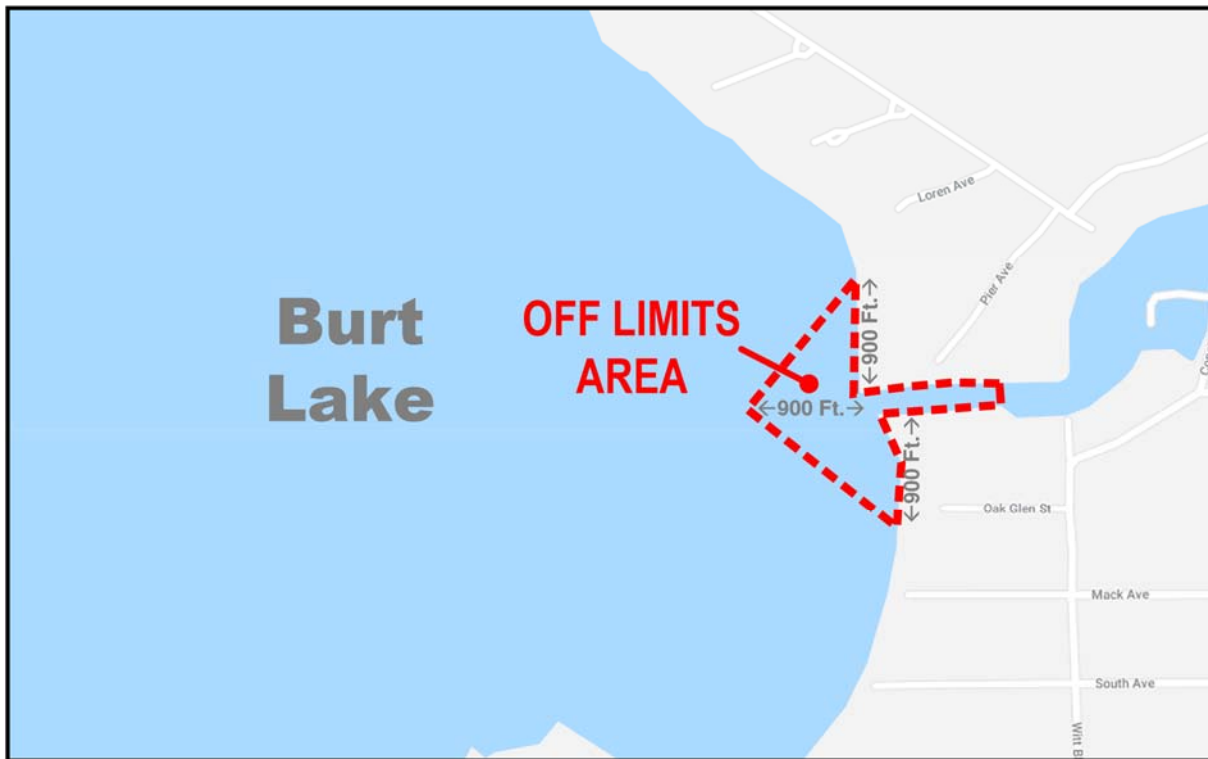 Loren Ave
Pier Ave
Burt
Lake
OFF LIMITS
AREA
←900 Ft.→
←900 Ft.→
←900 Ft.→
Oak Glen St
Mack Ave
South Ave